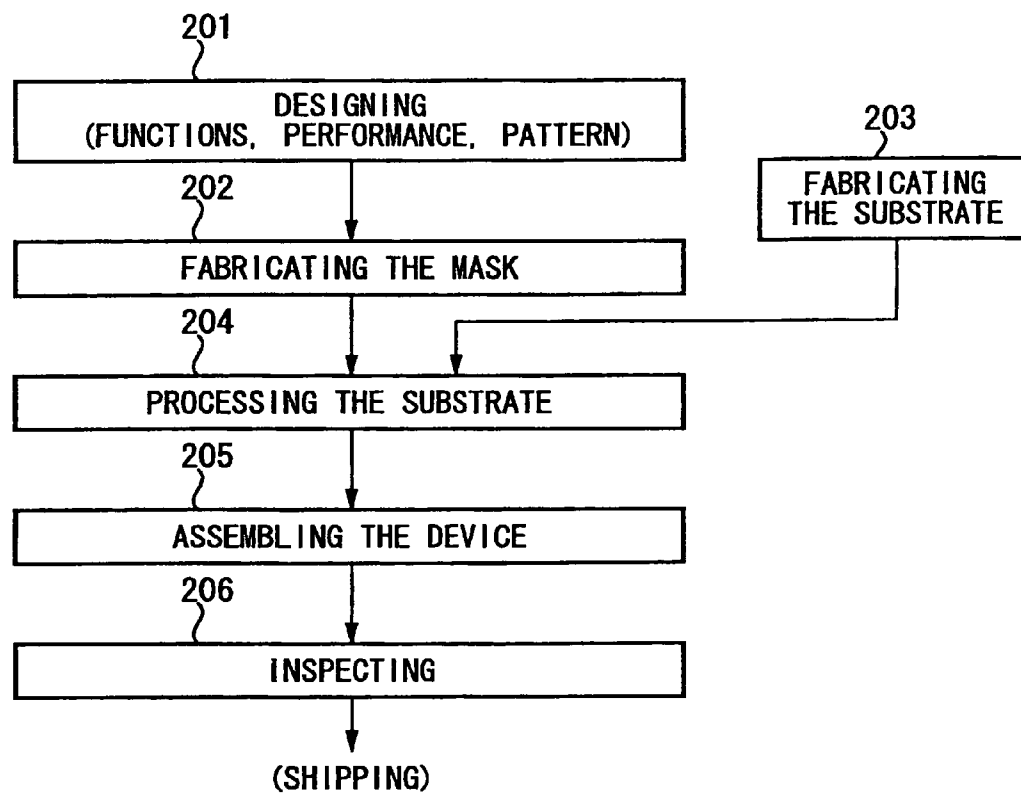 201
DESIGNING
(FUNCTIONS, PERFORMANCE, PATTERN)
203
FABRICATING
THE SUBSTRATE
202
FABRICATING THE MASK
204
PROCESSING THE SUBSTRATE
205
ASSEMBLING THE DEVICE
206
INSPECTING
(SHIPPING)